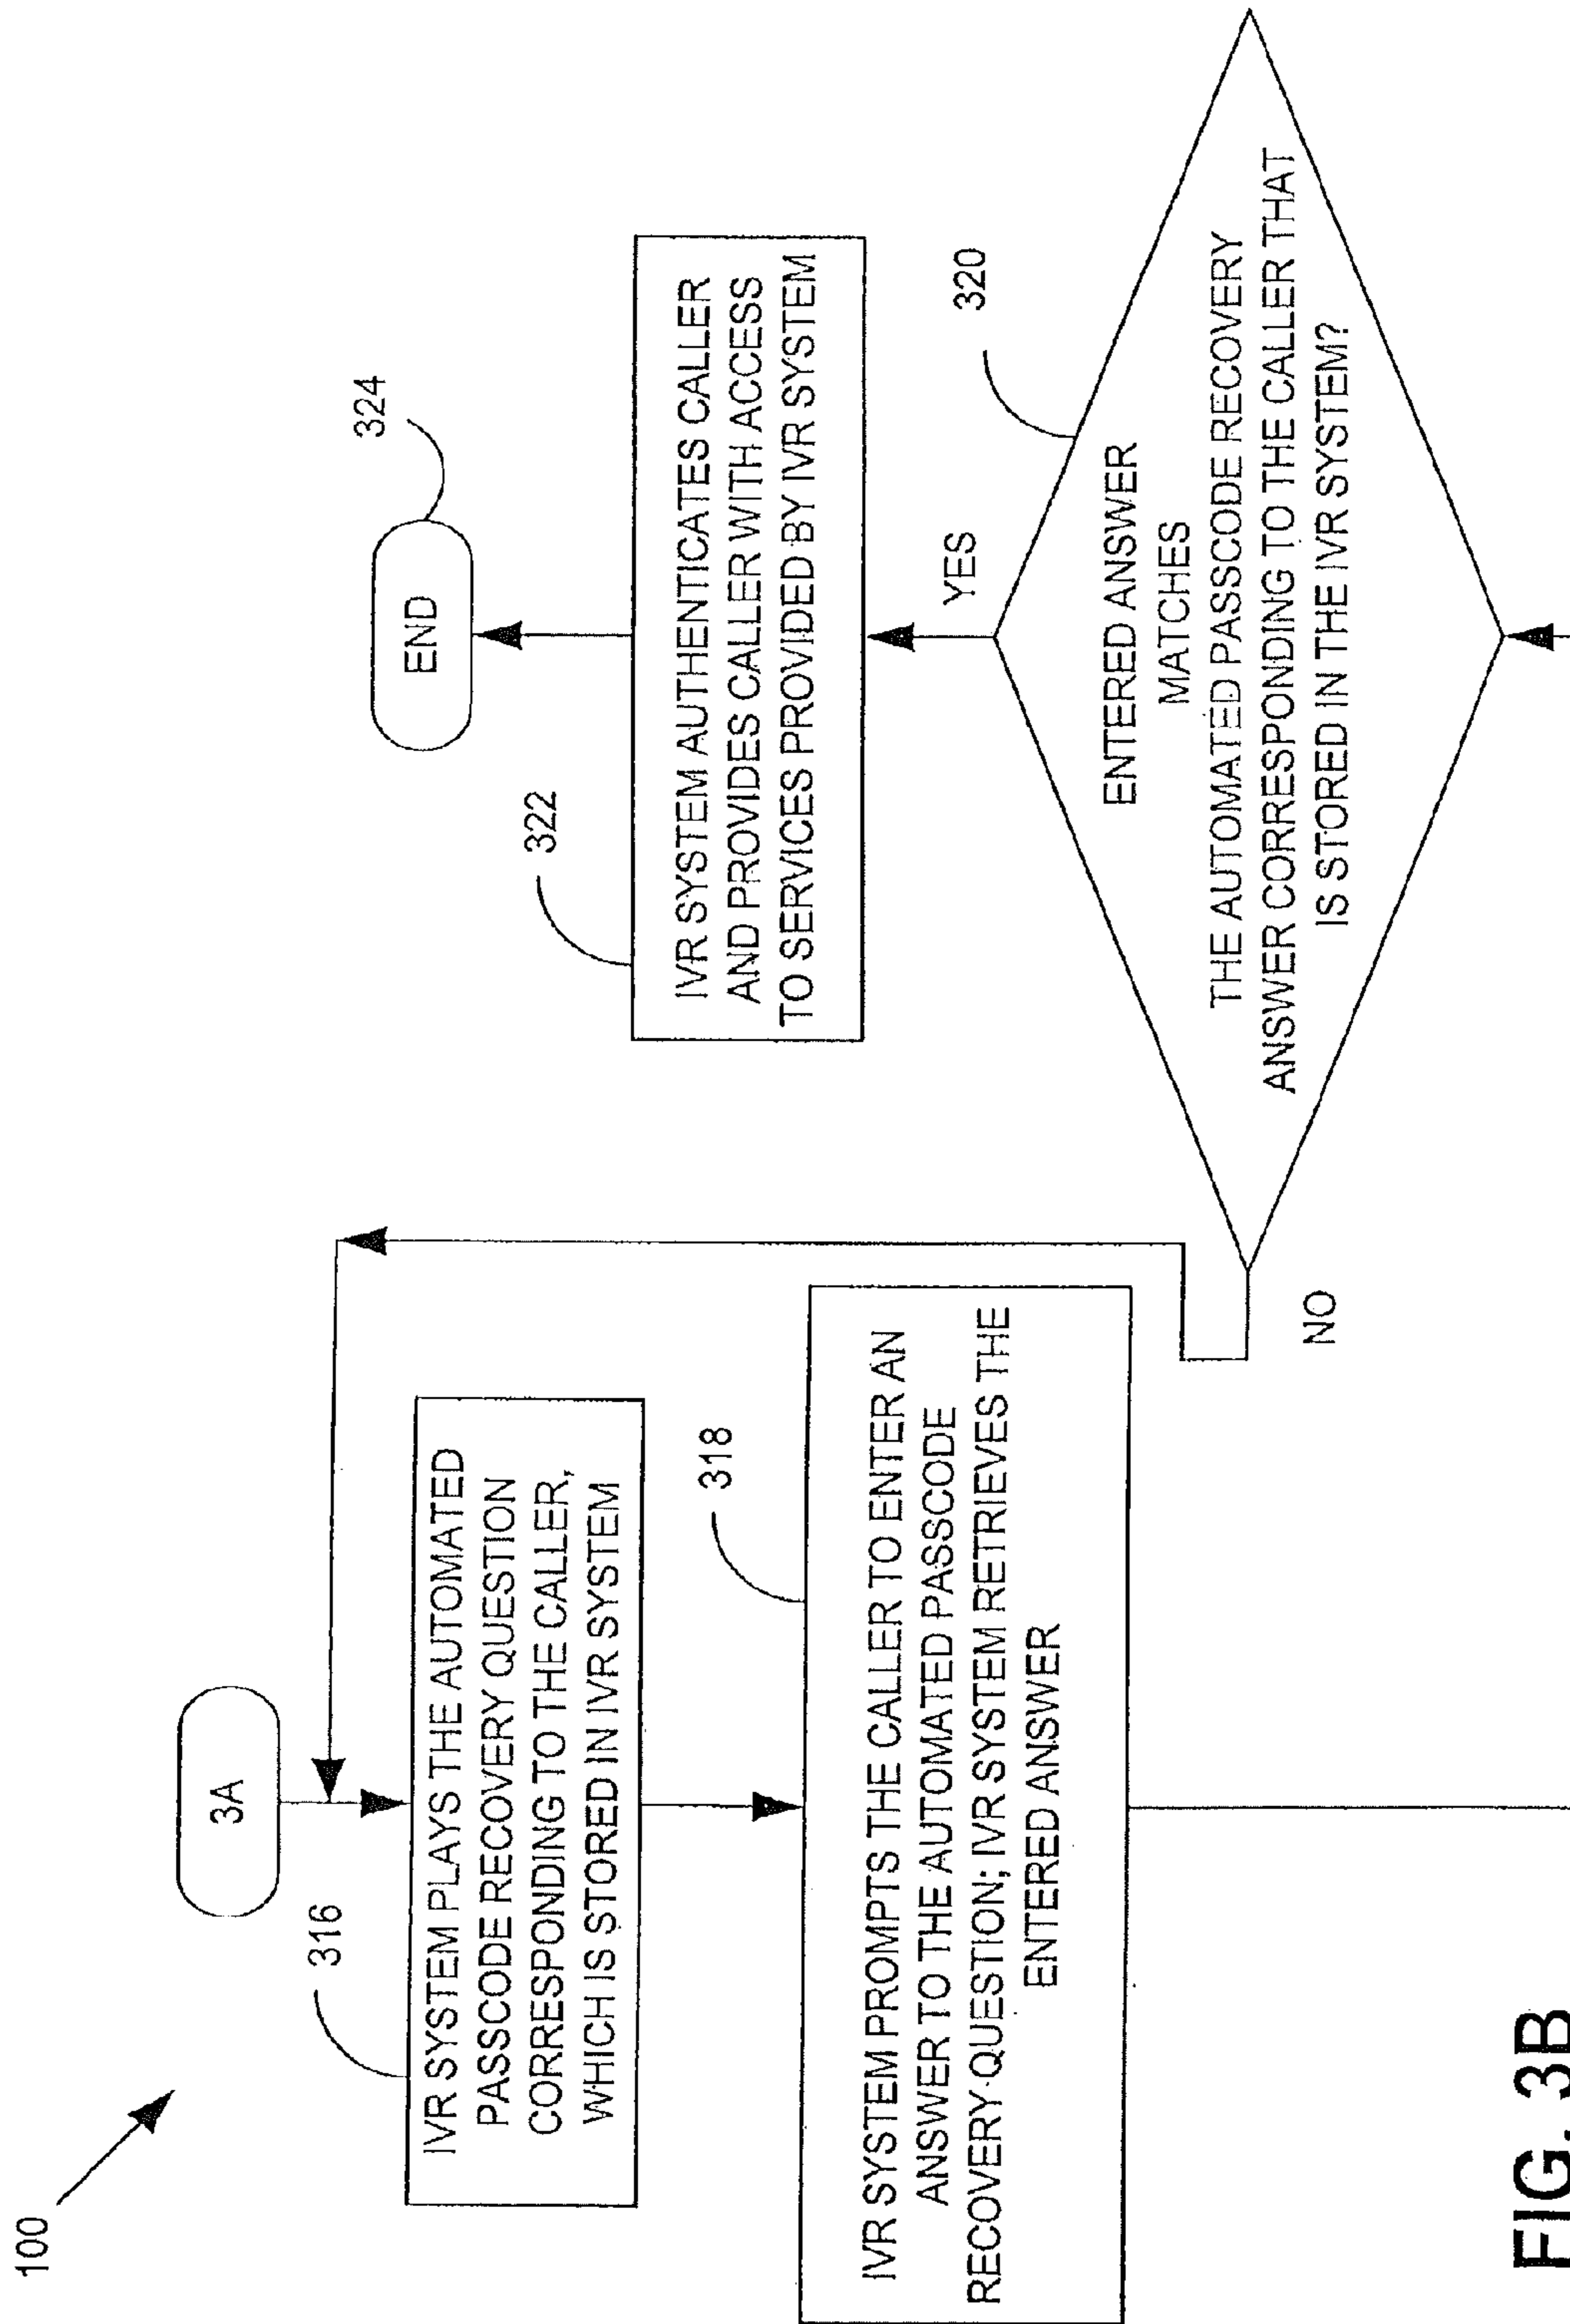 100
3A
316
IVR SYSTEM PLAYS THE AUTOMATED
PASSCODE RECOVERY QUESTION
CORRESPONDING TO THE CALLER,
WHICH IS STORED IN IVR SYSTEM
318
IVR SYSTEM PROMPTS THE CALLER TO ENTER AN
ANSWER TO THE AUTOMATED PASSCODE
RECOVERY QUESTION; IVR SYSTEM RETRIEVES THE
ENTERED ANSWER
324
END
322
IVR SYSTEM AUTHENTICATES CALLER
AND PROVIDES CALLER WITH ACCESS
TO SERVICES PROVIDED BY IVR SYSTEM
YES
320
ENTERED ANSWER
MATCHES
THE AUTOMATED PASSCODE RECOVERY
ANSWER CORRESPONDING TO THE CALLER THAT
IS STORED IN THE IVR SYSTEM?
NO
FIG. 3B